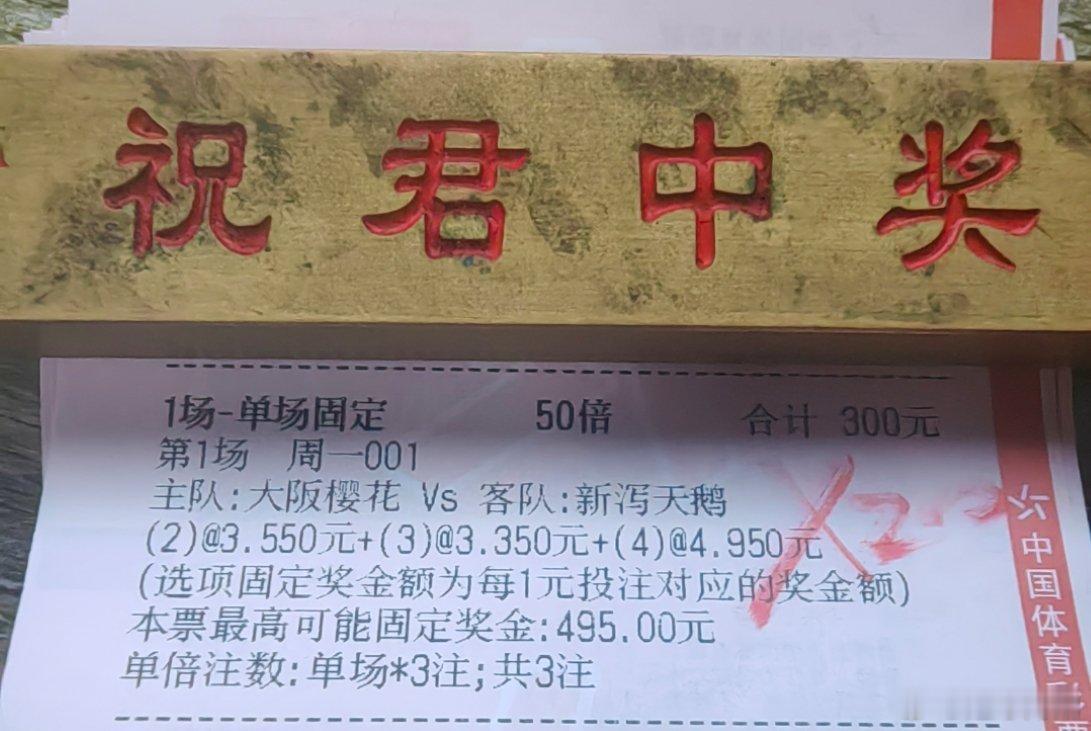 祝君中奖
1场-单场固定 50倍 合计 300元
第1场 周一001
主队:大阪樱花 Vs 客队:新泻天鹅
(2)@3.550元+(3)@3.350元+(4)@4.950元
(选项固定奖金额为每1元投注对应的奖金额)
本票最高可能固定奖金:495.00元
单倍注数:单场*3注;共3注
中国体育彩票